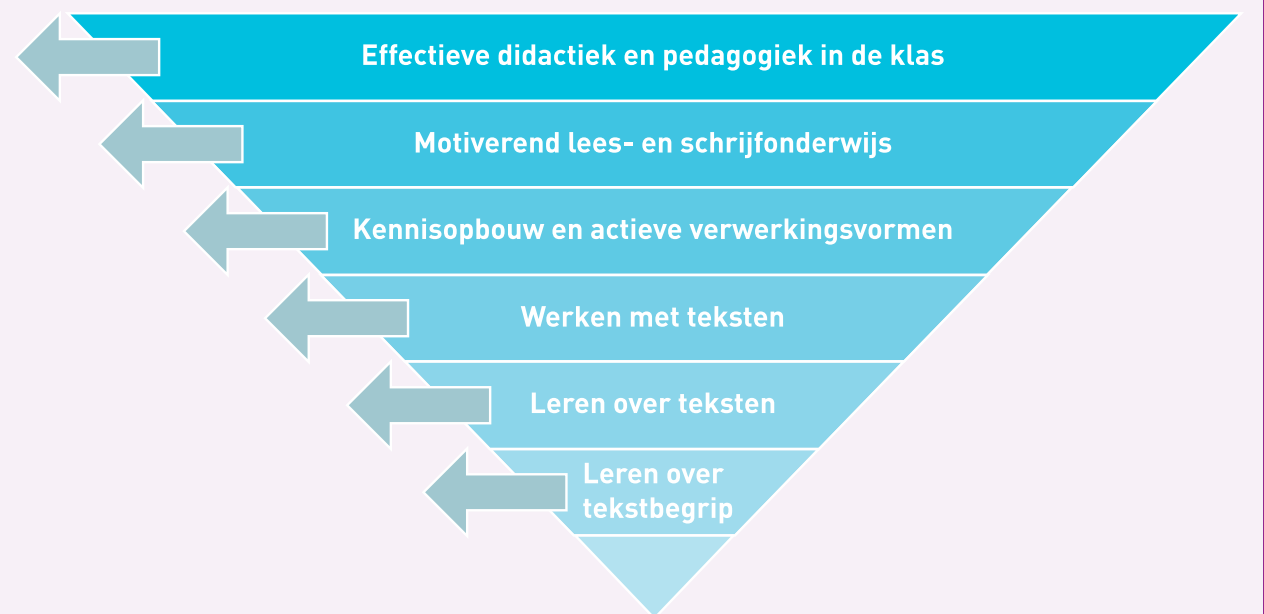 Effectieve didactiek en pedagogiek in de klas
Motiverend lees- en schrijfonderwijs
Kennisopbouw en actieve verwerkingsvormen
Werken met teksten
Leren over teksten
Leren over
tekstbegrip